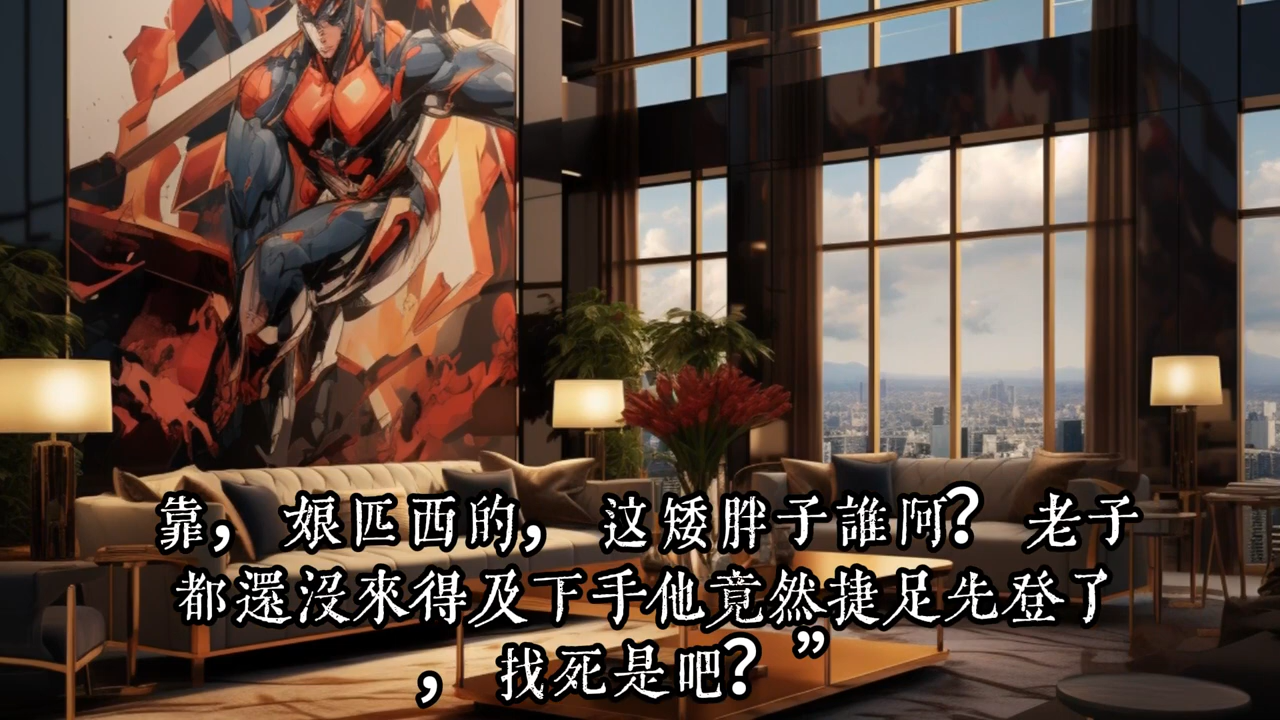 靠， 娘匹西的， 这矮胖子誰阿？ 老子
都還沒來得及下手他竟然捷足先登了
， 找死是吧？ ”